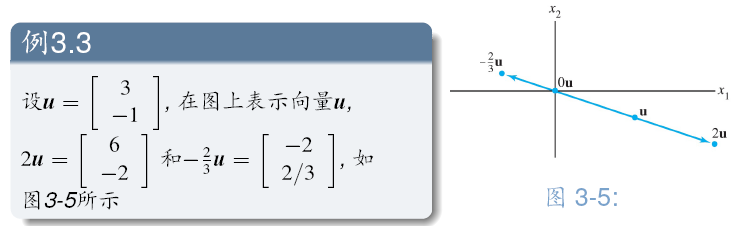 例3.3
设u = [ 3 -1 ], 在图上表示向量u,
2u = [ 6 -2 ] 和-2/3u = [ -2 2/3 ], 如
图3-5所示
x2
-2/3u
0u
x1
u
2u
图 3-5: